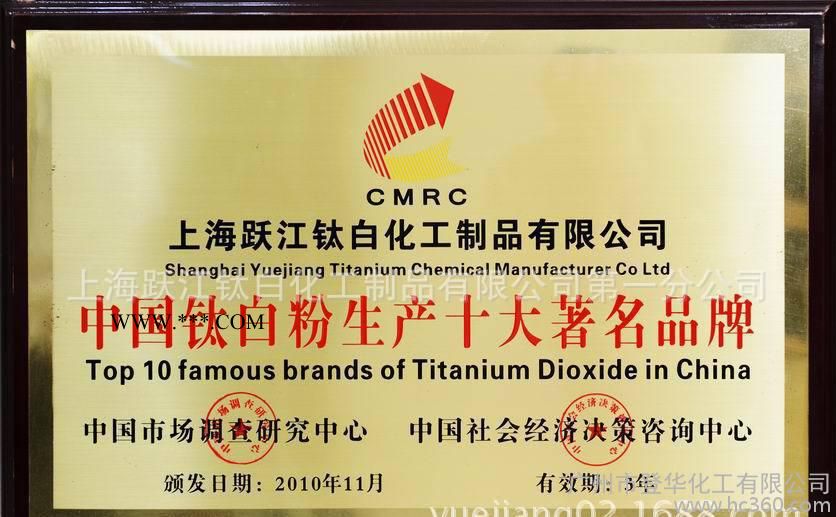 CMRC
上海跃江钛白化工制品有限公司
Shanghai Yuejiang Titanium Chemical Manufacturer Co Ltd
上海跃江钛白化工制品有限公司第一分公司
中国钛白粉生产十大著名品牌
WWW.***.COM
Top 10 famous brands of Titanium Dioxide in China
中国市场调查研究中心 中国社会经济决策咨询中心
颁发日期：2010年11月 有效期：3年
广州市登华化工有限公司
www.hc360.com